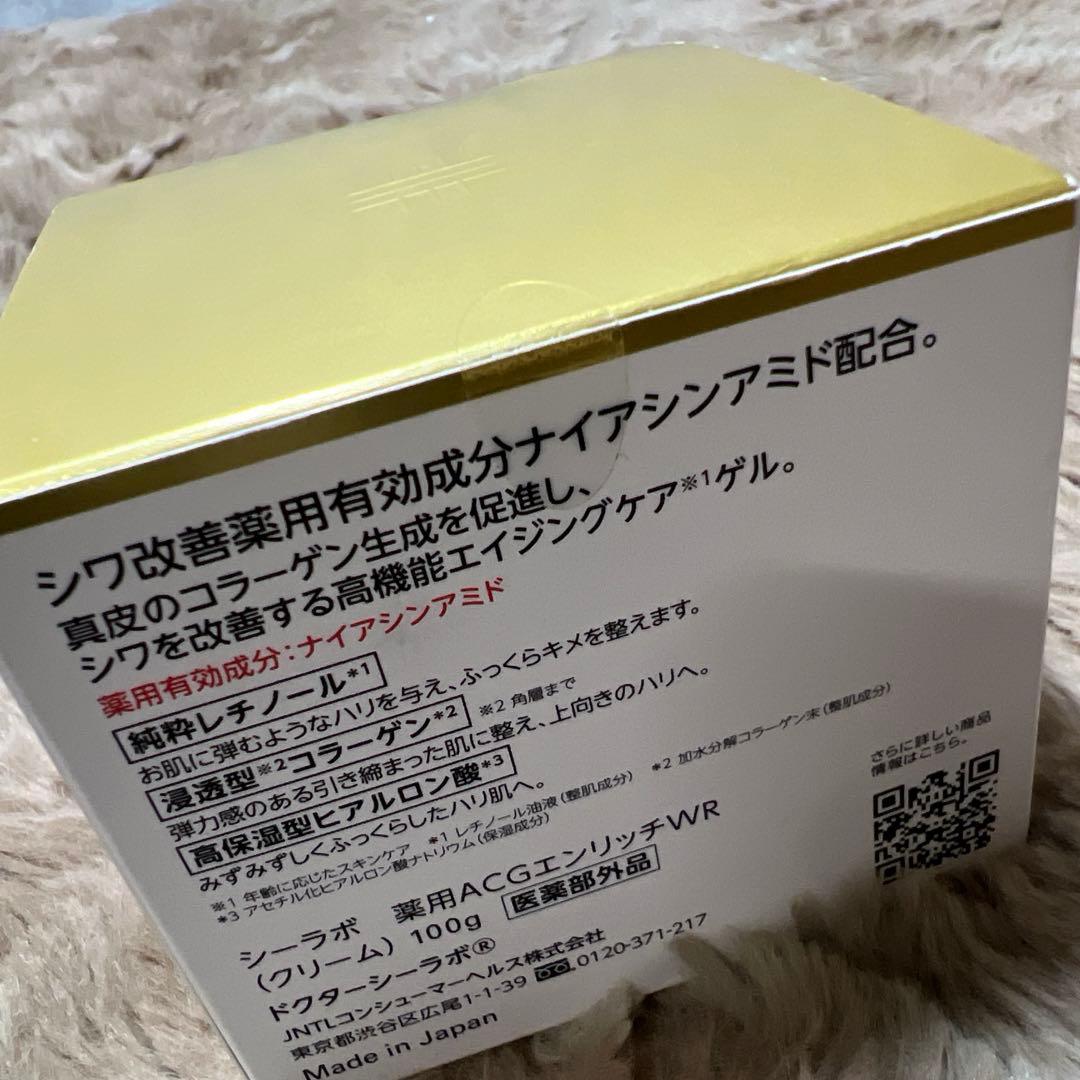 シワ改善薬用有効成分ナイアシンアミド配合。
真皮のコラーゲン生成を促進し、
シワを改善する高機能エイジングケア※1ゲル。
薬用有効成分：ナイアシンアミド
純粋レチノール*1
お肌に弾むようなハリを与え、ふっくらキメを整えます。
浸透型※2コラーゲン*2 ※2 角層まで
弾力感のある引き締まった肌に整え、上向きのハリへ。
高保湿型ヒアルロン酸*3
みずみずしくふっくらしたハリ肌へ。
※1 年齢に応じたスキンケア *1 レチノール油液（整肌成分） *2 加水分解コラーゲン末（整肌成分）
*3 アセチル化ヒアルロン酸ナトリウム（保湿成分）
さらに詳しい商品
情報はこちら。
シーラボ 薬用ACGエンリッチWR
（クリーム）100g 医薬部外品
ドクターシーラボ®
JNTLコンシューマーヘルス株式会社
東京都渋谷区広尾1-1-39 0120-371-217
Made in Japan